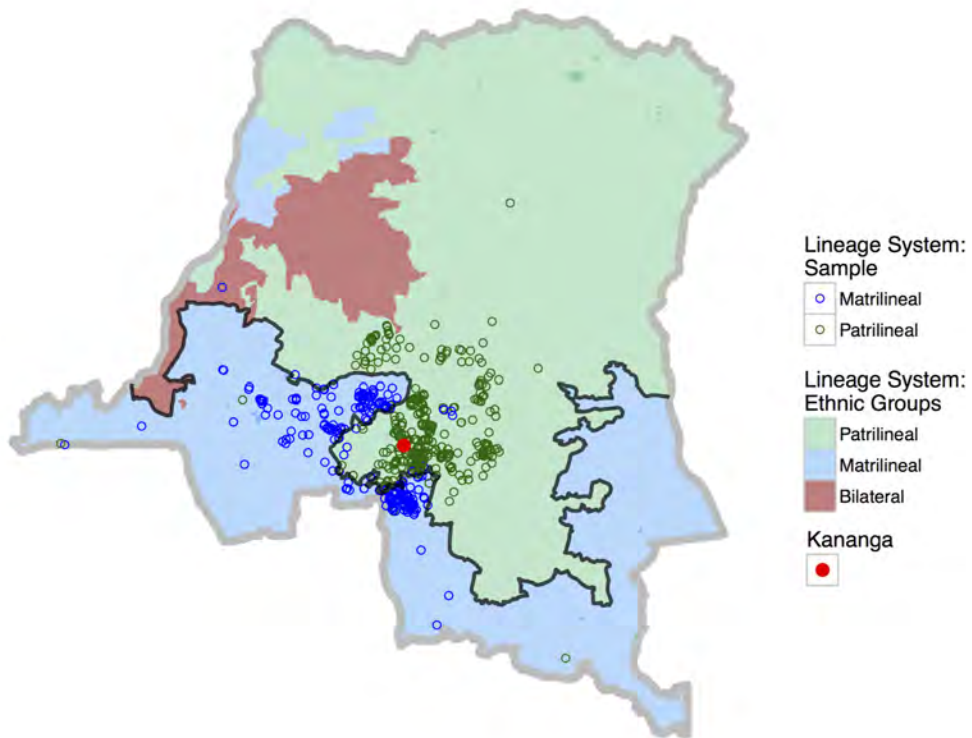 Lineage System:
Sample
Matrilineal
Patrilineal
Lineage System:
Ethnic Groups
Patrilineal
Matrilineal
Bilateral
Kananga